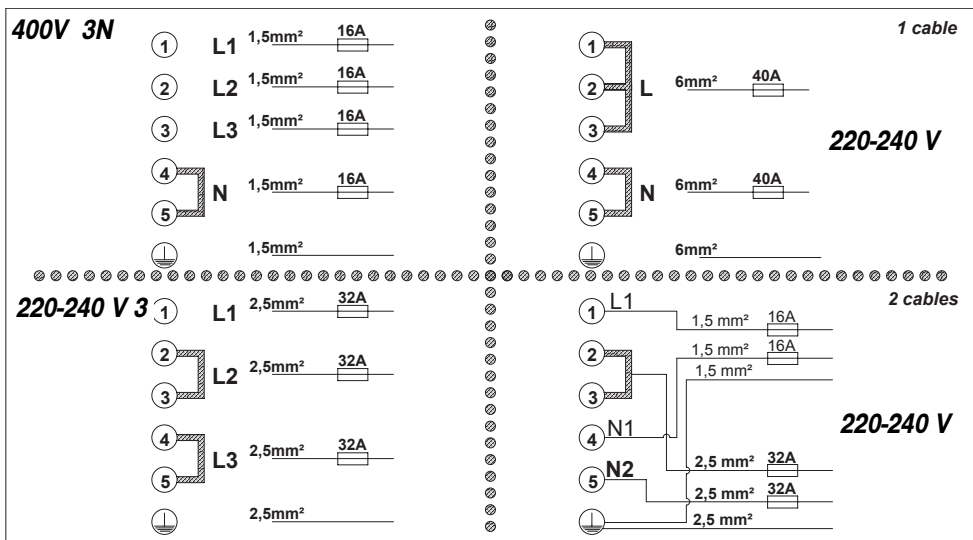 400V 3N
1 L1 1,5mm² 16A
2 L2 1,5mm² 16A
3 L3 1,5mm² 16A
4
N 1,5mm² 16A
5
1,5mm²
1 cable
1
2 L 6mm² 40A
3
220-240 V
4
N 6mm² 40A
5
6mm²
220-240 V 3
1 L1 2,5mm² 32A
2
L2 2,5mm² 32A
3
4
L3 2,5mm² 32A
5
2,5mm²
2 cables
1 L1
1,5 mm² 16A
2 1,5 mm² 16A
1,5 mm²
3
220-240 V
4 N1
5 N2 2,5 mm² 32A
2,5 mm² 32A
2,5 mm²